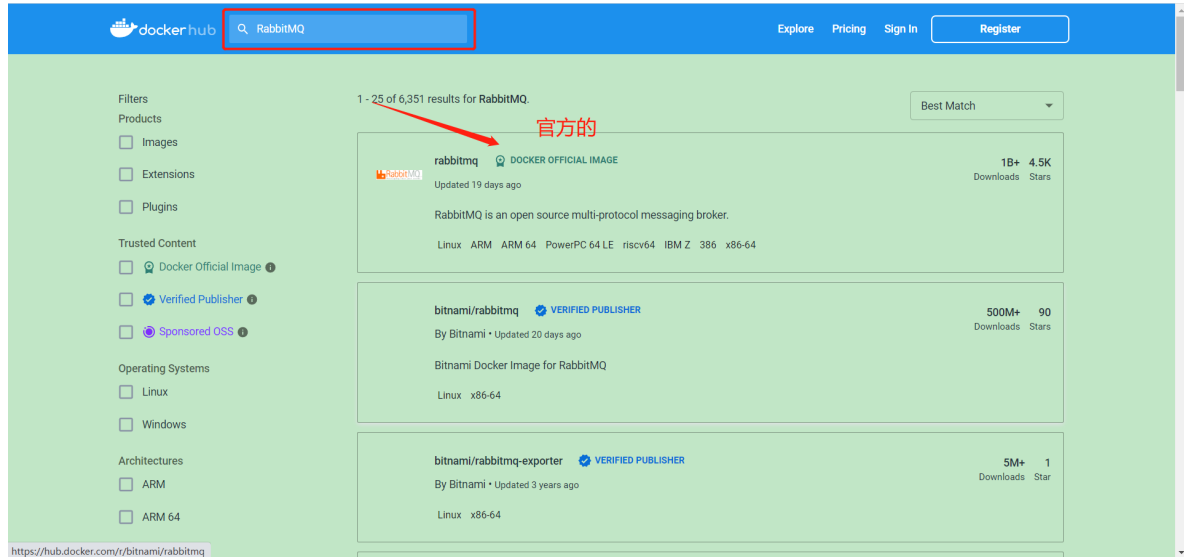 dockerhub RabbitMQ Explore Pricing Sign In Register
Filters
Products
Images
Extensions
Plugins
Trusted Content
Docker Official Image
Verified Publisher
Sponsored OSS
Operating Systems
Linux
Windows
Architectures
ARM
ARM 64
1 - 25 of 6,351 results for RabbitMQ.
Best Match
官方的
RabbitMQ
rabbitmq DOCKER OFFICIAL IMAGE
Updated 19 days ago
RabbitMQ is an open source multi-protocol messaging broker.
Linux ARM ARM 64 PowerPC 64 LE riscv64 IBM Z 386 x86-64
1B+ 4.5K
Downloads Stars
bitnami/rabbitmq VERIFIED PUBLISHER
By Bitnami • Updated 20 days ago
Bitnami Docker Image for RabbitMQ
Linux x86-64
500M+ 90
Downloads Stars
bitnami/rabbitmq-exporter VERIFIED PUBLISHER
By Bitnami • Updated 3 years ago
Linux x86-64
5M+ 1
Downloads Star
https://hub.docker.com/r/bitnami/rabbitmq